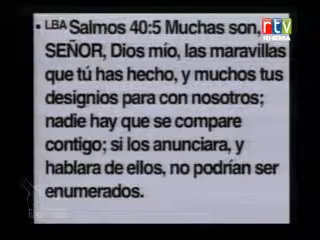 • LBA Salmos 40:5 Muchas son,
SEÑOR, Dios mío, las maravillas
que tú has hecho, y muchos tus
designios para con nosotros;
nadie hay que se compare
contigo; si los anunciara, y
hablara de ellos, no podrían ser
enumerados.
rtv
RHEMA